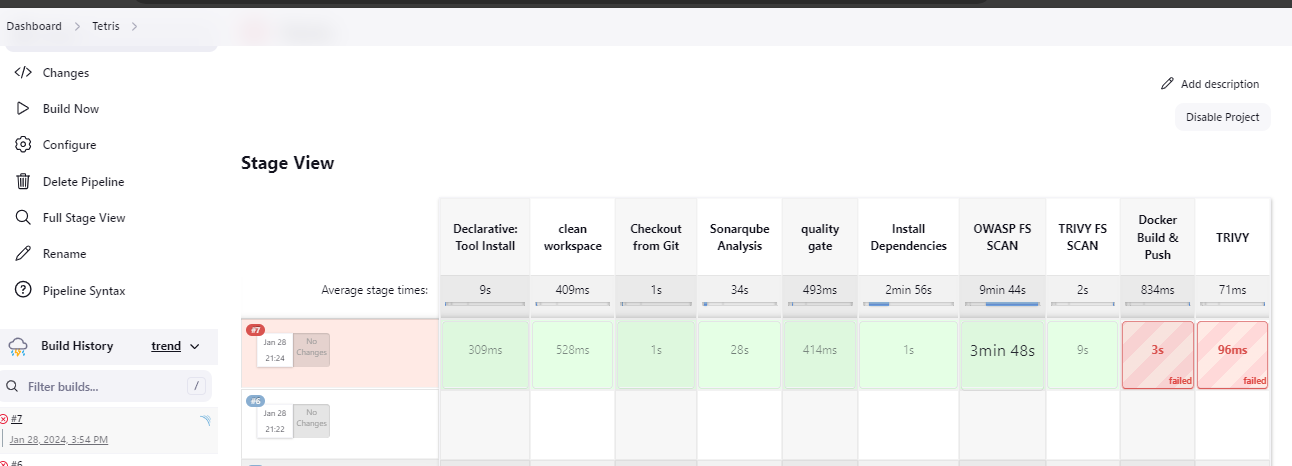 Dashboard > Tetris >
Changes
Build Now
Configure
Delete Pipeline
Full Stage View
Rename
Pipeline Syntax
Build History trend
Filter builds... /
#7
Jan 28, 2024, 3:54 PM
#6
Add description
Disable Project
Stage View
Declarative:
Tool Install
clean
workspace
Checkout
from Git
Sonarqube
Analysis
quality
gate
Install
Dependencies
OWASP FS
SCAN
TRIVY FS
SCAN
Docker
Build &
Push
TRIVY
Average stage times: 9s 409ms 1s 34s 493ms 2min 56s 9min 44s 2s 834ms 71ms
#7
Jan 28
21:24
No
Changes
309ms 528ms 1s 28s 414ms 1s 3min 48s 9s 3s 96ms
failed failed
#6
Jan 28
21:22
No
Changes